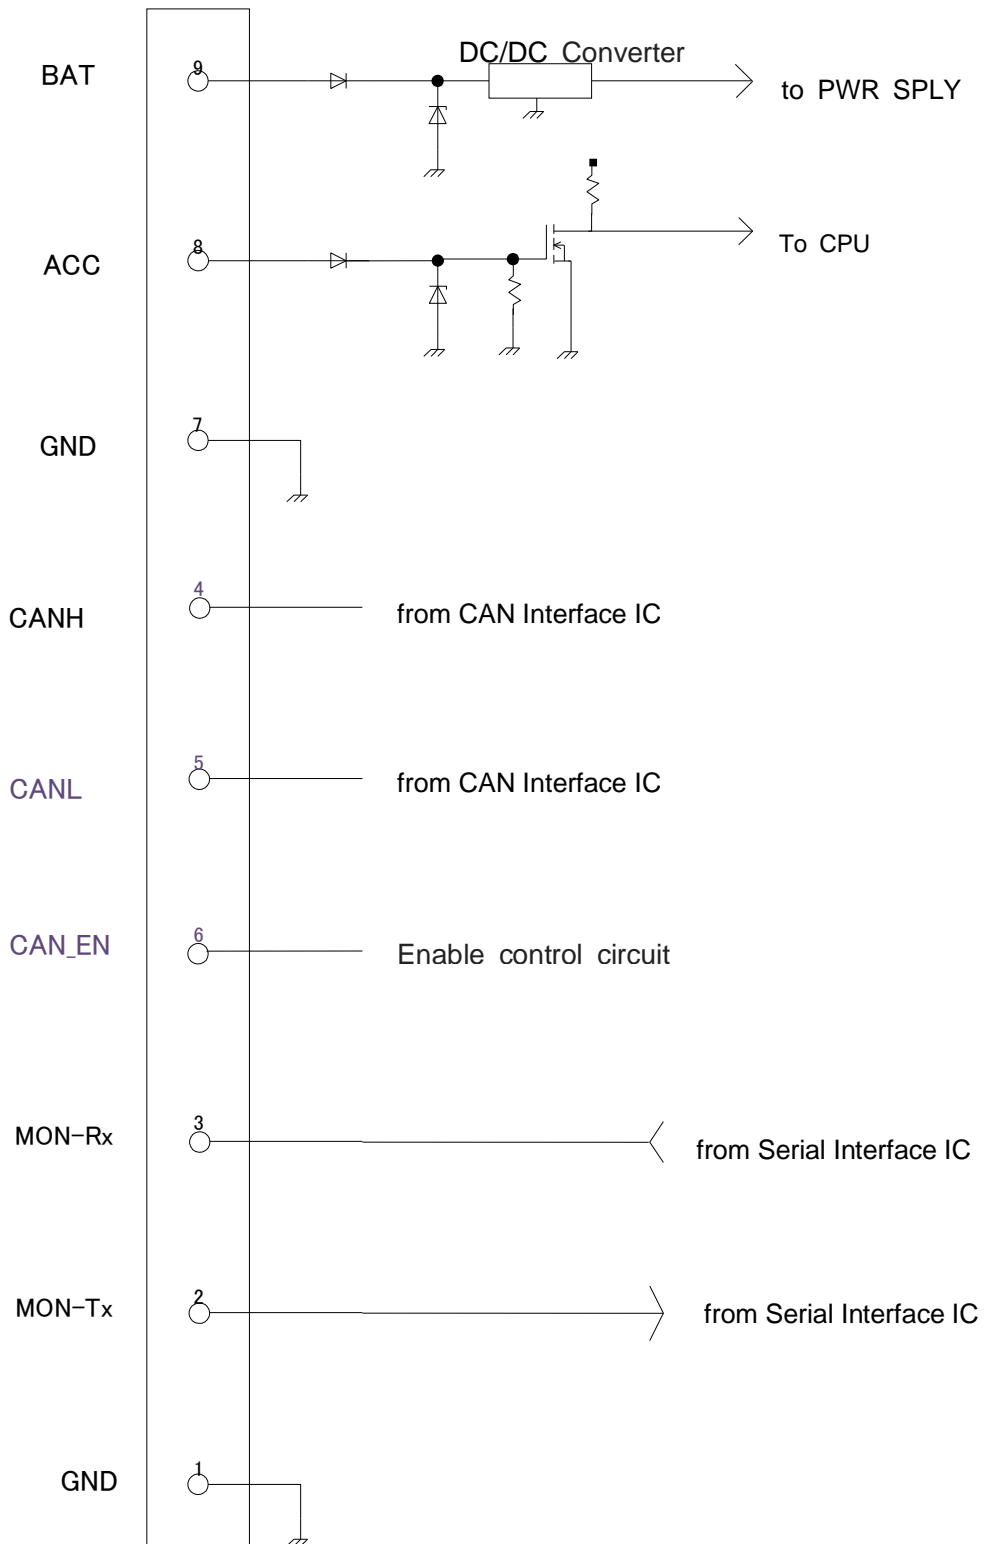 DC/DC Converter
BAT 9 to PWR SPLY
ACC 8 To CPU
GND 7
CANH 4 from CAN Interface IC
CANL 5 from CAN Interface IC
CAN_EN 6 Enable control circuit
MON-Rx 3 from Serial Interface IC
MON-Tx 2 from Serial Interface IC
GND 1